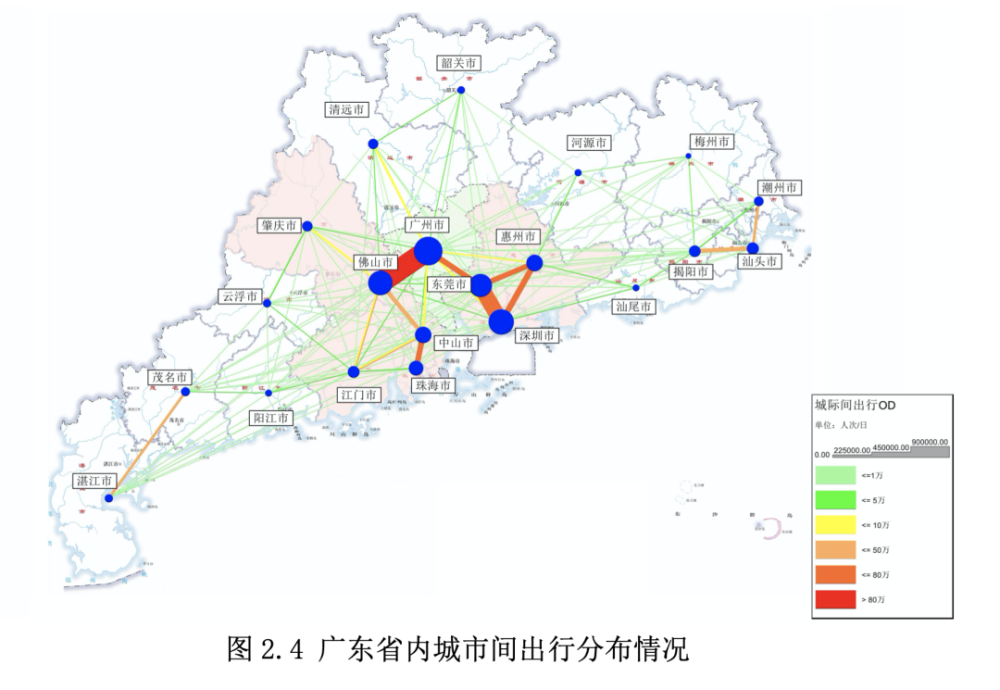 韶关市
清远市
河源市
梅州市
潮州市
肇庆市
广州市
惠州市
佛山市
东莞市
揭阳市
汕头市
云浮市
汕尾市
中山市
深圳市
茂名市
江门市
珠海市
阳江市
湛江市
城际间出行OD
单位：人次/日
0.00 225000.00 450000.00 900000.00
<=1万
<= 5万
<= 10万
<= 50万
<= 80万
> 80万
图 2.4 广东省内城市间出行分布情况